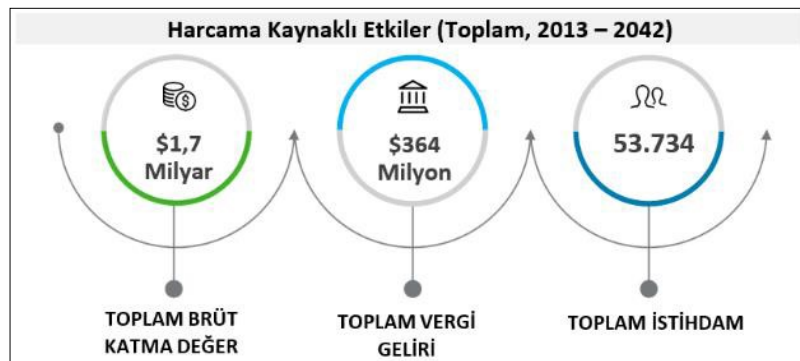 Harcama Kaynaklı Etkiler (Toplam, 2013 – 2042)
$1,7
Milyar
TOPLAM BRÜT
KATMA DEĞER
$364
Milyon
TOPLAM VERGİ
GELİRİ
53.734
TOPLAM İSTİHDAM